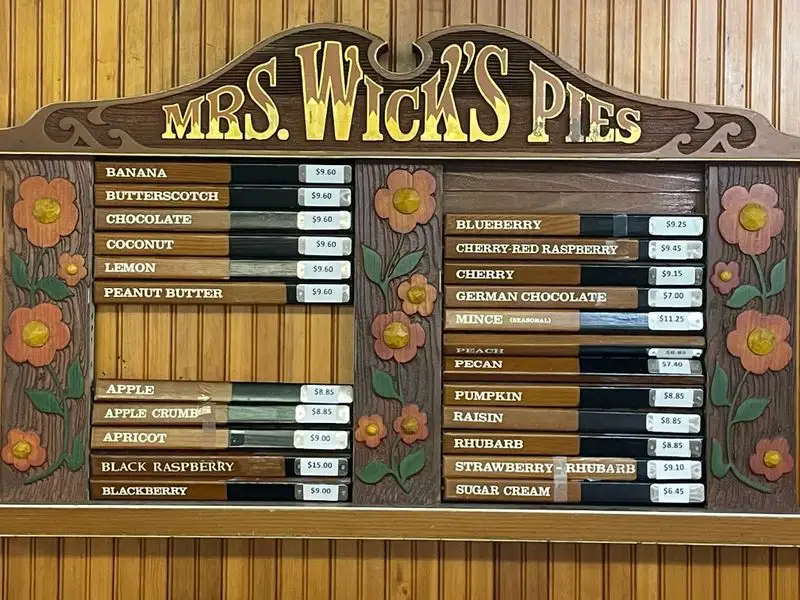 MRS. WICK'S PIES
BANANA $9.60
BUTTERSCOTCH $9.60
CHOCOLATE $9.60
COCONUT $9.60
LEMON $9.60
PEANUT BUTTER $9.60
APPLE $8.85
APPLE CRUMB $8.85
APRICOT $9.00
BLACK RASPBERRY $15.00
BLACKBERRY $9.00
BLUEBERRY $9.25
CHERRY-RED RASPBERRY $9.45
CHERRY $9.15
GERMAN CHOCOLATE $7.00
MINCE (SEASONAL) $11.25
PEACH
PECAN $7.40
PUMPKIN $8.85
RAISIN $8.85
RHUBARB $8.85
STRAWBERRY-RHUBARB $9.10
SUGAR CREAM $6.45